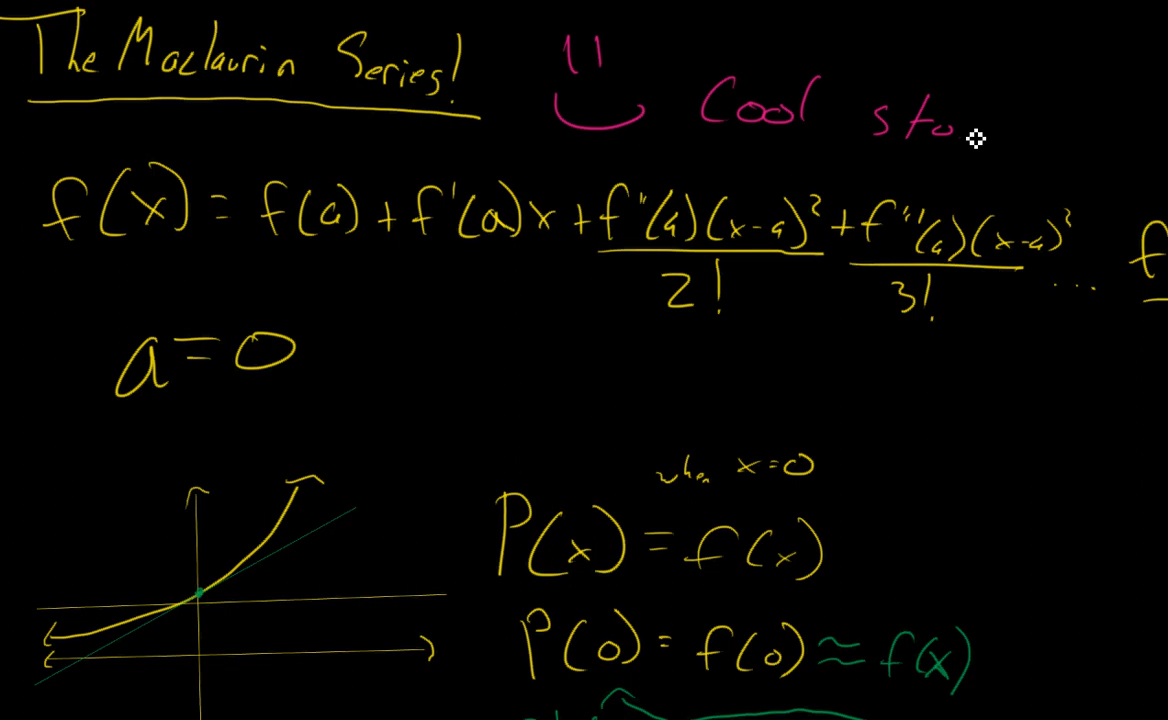 The Maclaurin Series! Cool sto
f(x) = f(a) + f'(a)x + f''(a)(x-a)²/2! + f'''(a)(x-a)³/3! ... f
a=0
when x=0
P(x) = f(x)
P(0) = f(0) ≈ f(x)